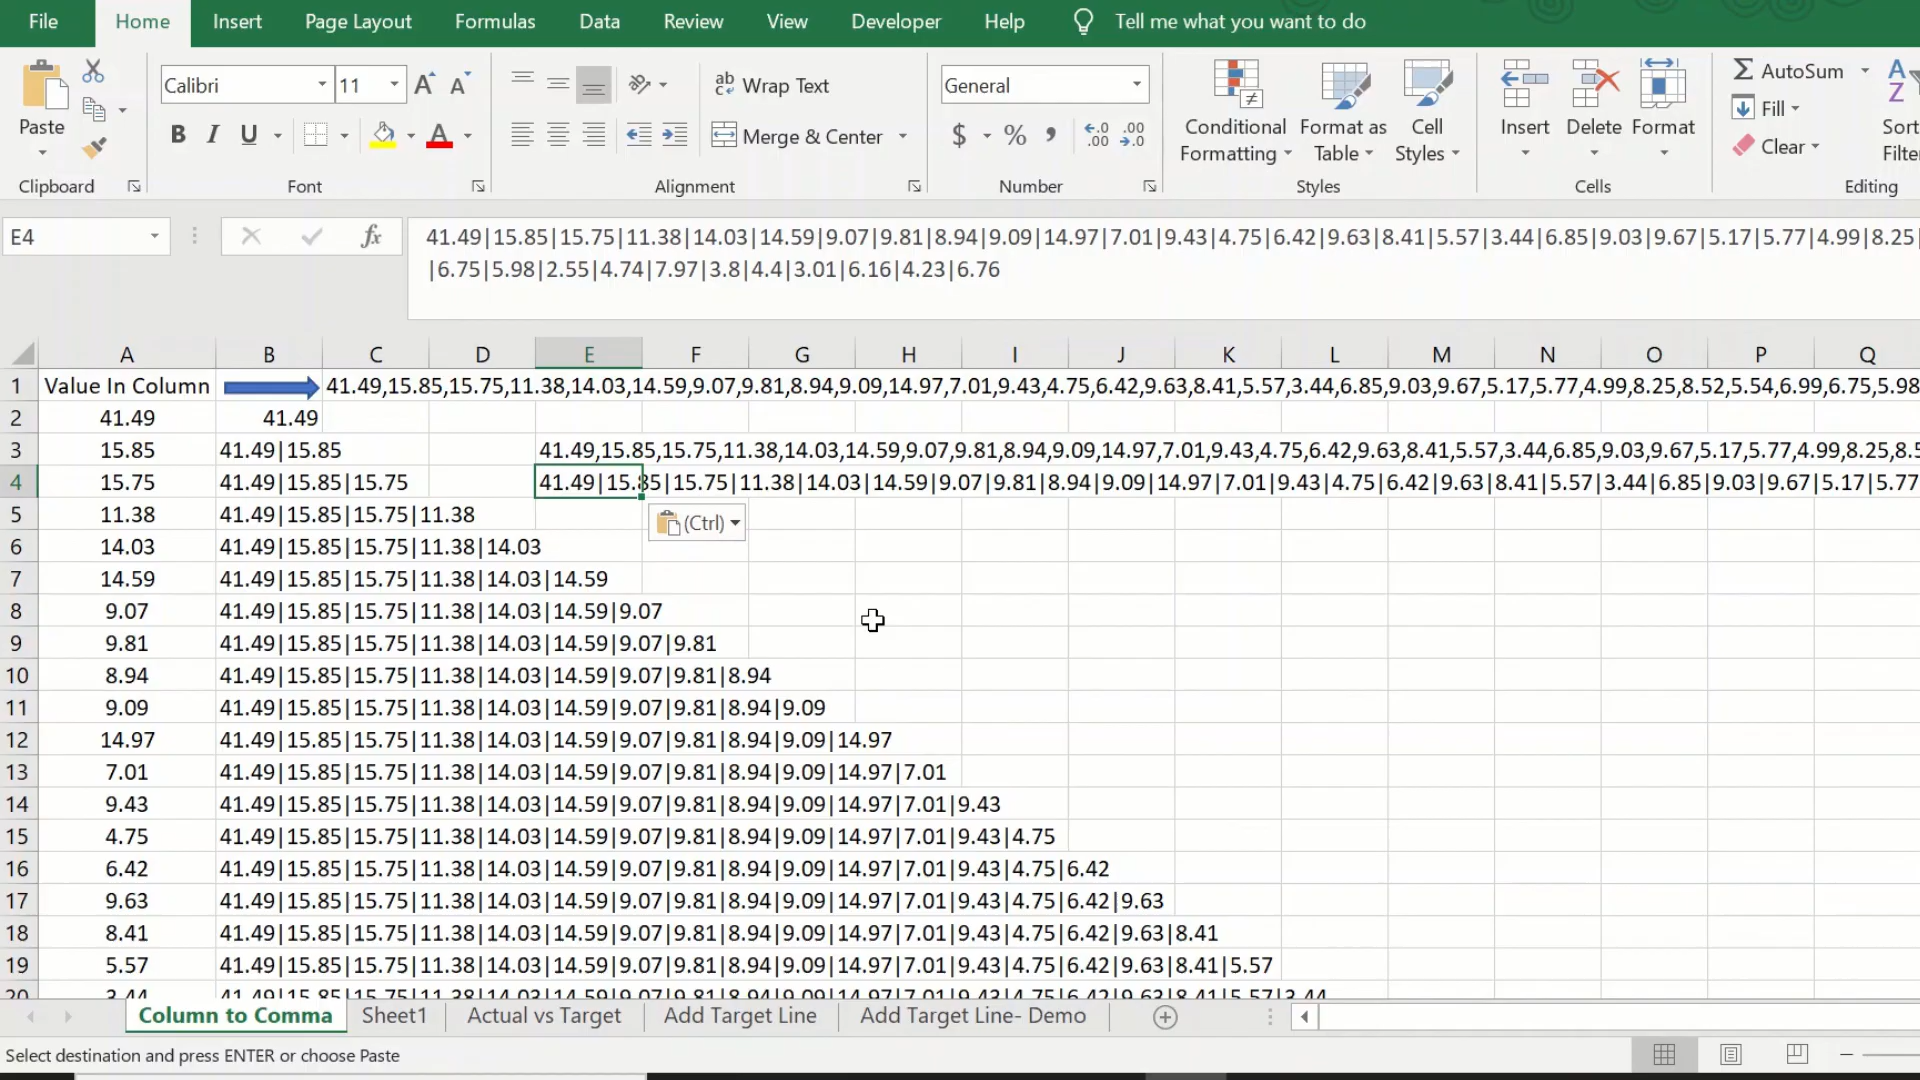 File Home Insert Page Layout Formulas Data Review View Developer Help Tell me what you want to do
Calibri 11 Wrap Text General AutoSum
Paste Merge & Center $ % Conditional Formatting Format as Table Cell Styles Insert Delete Format Fill Clear Sort Filte
Clipboard Font Alignment Number Styles Cells Editing
E4 fx 41.49|15.85|15.75|11.38|14.03|14.59|9.07|9.81|8.94|9.09|14.97|7.01|9.43|4.75|6.42|9.63|8.41|5.57|3.44|6.85|9.03|9.67|5.17|5.77|4.99|8.25
|6.75|5.98|2.55|4.74|7.97|3.8|4.4|3.01|6.16|4.23|6.76
A B C D E F G H I J K L M N O P Q
1 Value In Column 41.49,15.85,15.75,11.38,14.03,14.59,9.07,9.81,8.94,9.09,14.97,7.01,9.43,4.75,6.42,9.63,8.41,5.57,3.44,6.85,9.03,9.67,5.17,5.77,4.99,8.25,8.52,5.54,6.99,6.75,5.98
2 41.49 41.49
3 15.85 41.49|15.85 41.49,15.85,15.75,11.38,14.03,14.59,9.07,9.81,8.94,9.09,14.97,7.01,9.43,4.75,6.42,9.63,8.41,5.57,3.44,6.85,9.03,9.67,5.17,5.77,4.99,8.25,8.5
4 15.75 41.49|15.85|15.75 41.49|15.85|15.75|11.38|14.03|14.59|9.07|9.81|8.94|9.09|14.97|7.01|9.43|4.75|6.42|9.63|8.41|5.57|3.44|6.85|9.03|9.67|5.17|5.77
5 11.38 41.49|15.85|15.75|11.38 (Ctrl)
6 14.03 41.49|15.85|15.75|11.38|14.03
7 14.59 41.49|15.85|15.75|11.38|14.03|14.59
8 9.07 41.49|15.85|15.75|11.38|14.03|14.59|9.07
9 9.81 41.49|15.85|15.75|11.38|14.03|14.59|9.07|9.81
10 8.94 41.49|15.85|15.75|11.38|14.03|14.59|9.07|9.81|8.94
11 9.09 41.49|15.85|15.75|11.38|14.03|14.59|9.07|9.81|8.94|9.09
12 14.97 41.49|15.85|15.75|11.38|14.03|14.59|9.07|9.81|8.94|9.09|14.97
13 7.01 41.49|15.85|15.75|11.38|14.03|14.59|9.07|9.81|8.94|9.09|14.97|7.01
14 9.43 41.49|15.85|15.75|11.38|14.03|14.59|9.07|9.81|8.94|9.09|14.97|7.01|9.43
15 4.75 41.49|15.85|15.75|11.38|14.03|14.59|9.07|9.81|8.94|9.09|14.97|7.01|9.43|4.75
16 6.42 41.49|15.85|15.75|11.38|14.03|14.59|9.07|9.81|8.94|9.09|14.97|7.01|9.43|4.75|6.42
17 9.63 41.49|15.85|15.75|11.38|14.03|14.59|9.07|9.81|8.94|9.09|14.97|7.01|9.43|4.75|6.42|9.63
18 8.41 41.49|15.85|15.75|11.38|14.03|14.59|9.07|9.81|8.94|9.09|14.97|7.01|9.43|4.75|6.42|9.63|8.41
19 5.57 41.49|15.85|15.75|11.38|14.03|14.59|9.07|9.81|8.94|9.09|14.97|7.01|9.43|4.75|6.42|9.63|8.41|5.57
20 3.44 41.49|15.85|15.75|11.38|14.03|14.59|9.07|9.81|8.94|9.09|14.97|7.01|9.43|4.75|6.42|9.63|8.41|5.57|3.44
Column to Comma Sheet1 Actual vs Target Add Target Line Add Target Line- Demo
Select destination and press ENTER or choose Paste